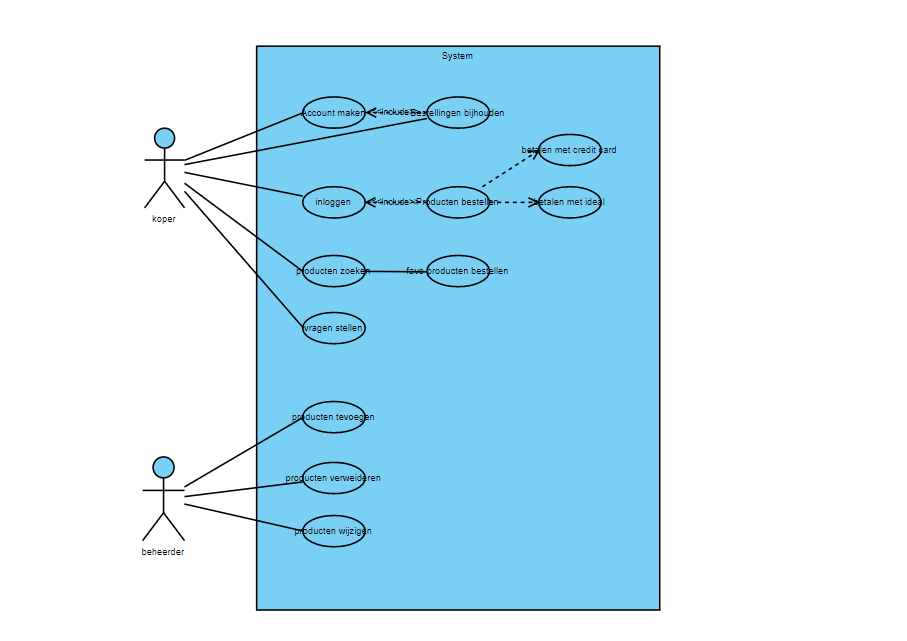 System
Account maken
<<Include>>
Bestellingen bijhouden
betalen met credit card
koper
inloggen
<<Include>>
Producten bestellen
betalen met ideal
producten zoeken
favo producten bestellen
vragen stellen
producten tevoegen
producten verweideren
producten wijzigen
beheerder